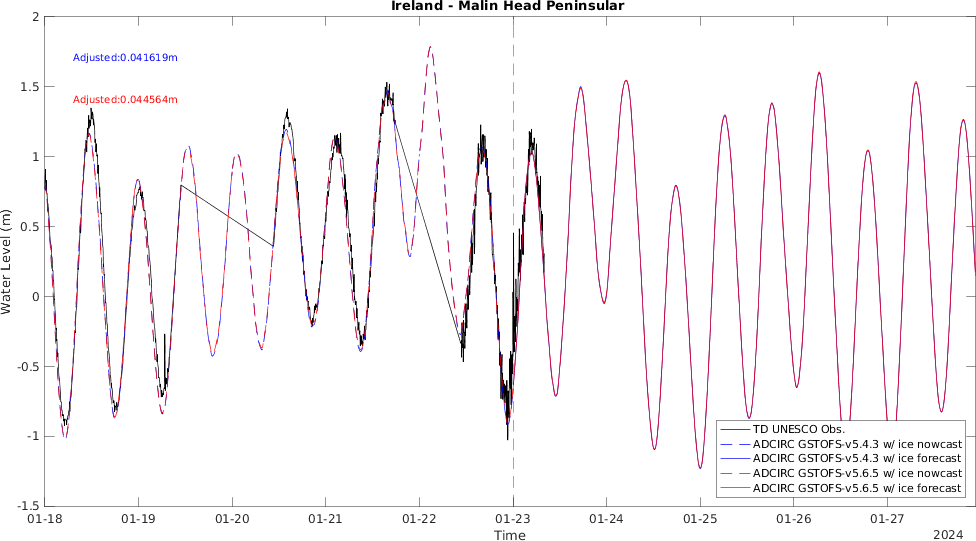 Ireland - Malin Head Peninsular
Adjusted:0.041619m
Adjusted:0.044564m
Water Level (m)
2
1.5
1
0.5
0
-0.5
-1
-1.5
TD UNESCO Obs.
ADCIRC GSTOFS-v5.4.3 w/ ice nowcast
ADCIRC GSTOFS-v5.4.3 w/ ice forecast
ADCIRC GSTOFS-v5.6.5 w/ ice nowcast
ADCIRC GSTOFS-v5.6.5 w/ ice forecast
01-18 01-19 01-20 01-21 01-22 01-23 01-24 01-25 01-26 01-27
Time
2024